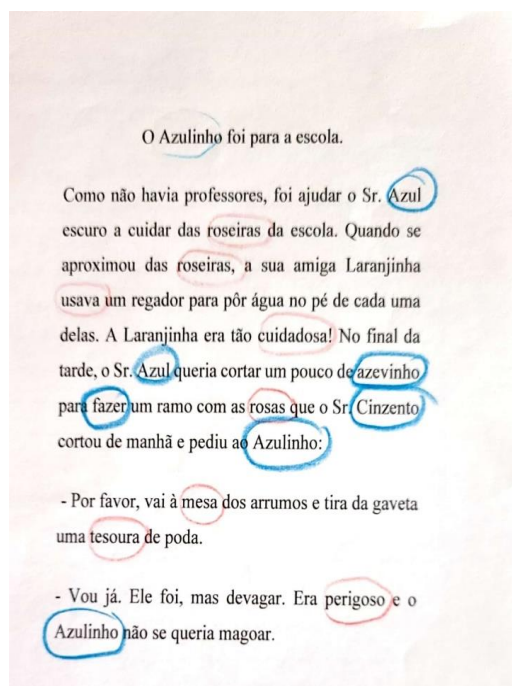 O Azulinho foi para a escola.
Como não havia professores, foi ajudar o Sr. Azul
escuro a cuidar das roseiras da escola. Quando se
aproximou das roseiras, a sua amiga Laranjinha
usava um regador para pôr água no pé de cada uma
delas. A Laranjinha era tão cuidadosa! No final da
tarde, o Sr. Azul queria cortar um pouco de azevinho
para fazer um ramo com as rosas que o Sr. Cinzento
cortou de manhã e pediu ao Azulinho:
- Por favor, vai à mesa dos arrumos e tira da gaveta
uma tesoura de poda.
- Vou já. Ele foi, mas devagar. Era perigoso e o
Azulinho não se queria magoar.